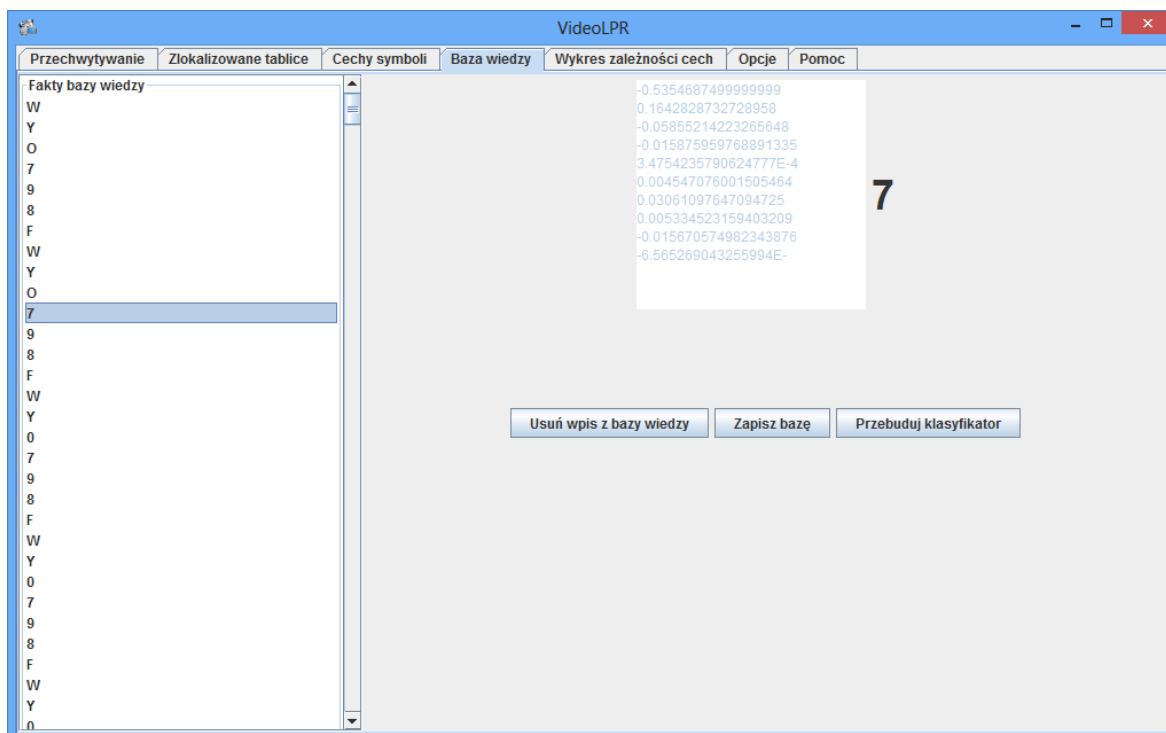 VideoLPR
Przechwytywanie Zlokalizowane tablice Cechy symboli Baza wiedzy Wykres zależności cech Opcje Pomoc
Fakty bazy wiedzy
W
Y
O
7
9
8
F
W
Y
O
7
9
8
F
W
Y
0
7
9
8
F
W
Y
0
7
9
8
F
W
Y
0
-0.5354687499999999
0.1642828732728958
-0.05855214223265648
-0.015875959768891335
3.4754235790624777E-4
0.004547076001505464
0.03061097647094725
0.005334523159403209
-0.015670574982343876
-6.565269043255994E-
7
Usuń wpis z bazy wiedzy Zapisz bazę Przebuduj klasyfikator